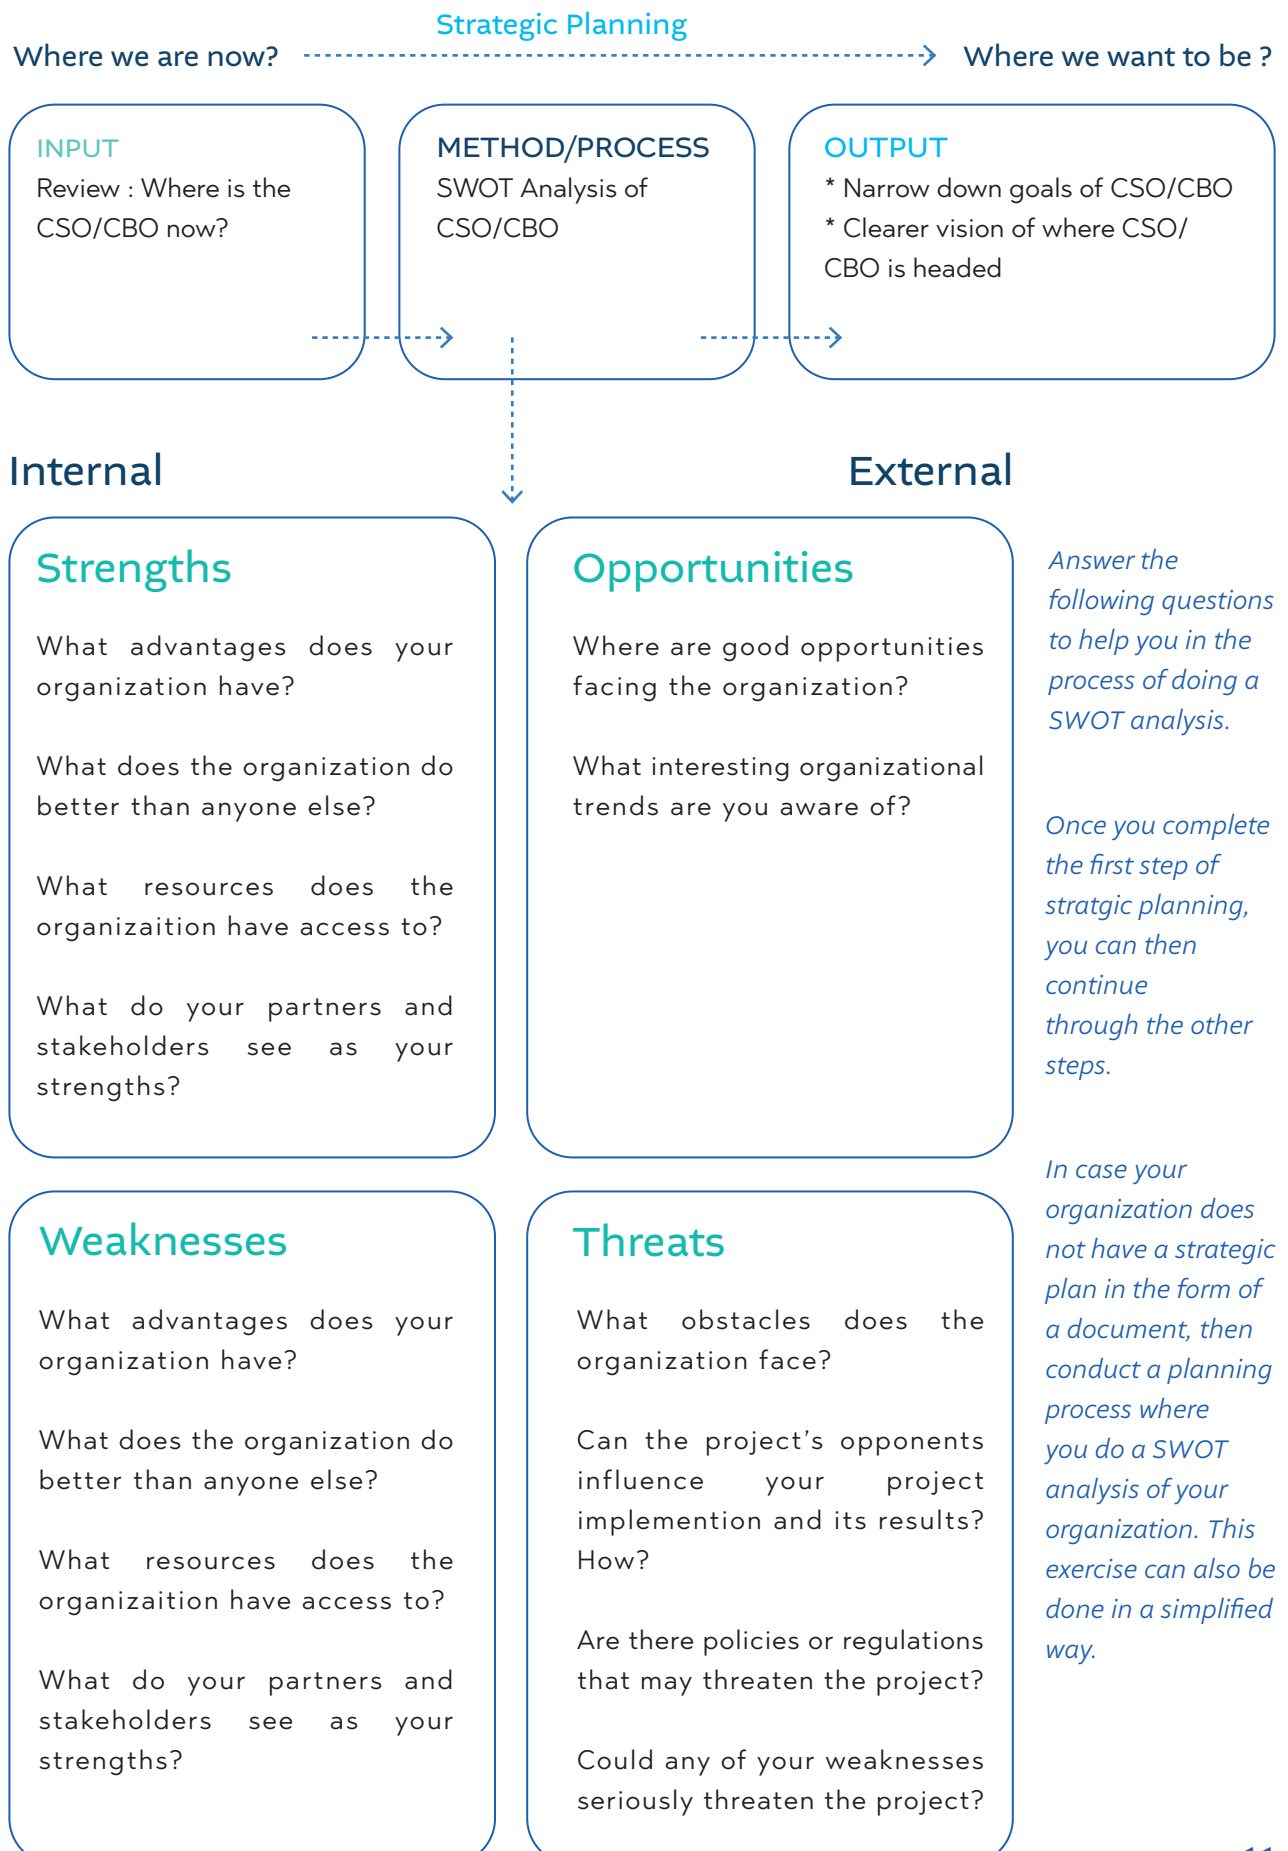 Strategic Planning
Where we are now?
Where we want to be ?
INPUT
Review : Where is the
CSO/CBO now?
METHOD/PROCESS
SWOT Analysis of
CSO/CBO
OUTPUT
* Narrow down goals of CSO/CBO
* Clearer vision of where CSO/
CBO is headed
Internal
External
Strengths
What advantages does your
organization have?
What does the organization do
better than anyone else?
What resources does the
organizaition have access to?
What do your partners and
stakeholders see as your
strengths?
Opportunities
Where are good opportunities
facing the organization?
What interesting organizational
trends are you aware of?
Answer the
following questions
to help you in the
process of doing a
SWOT analysis.
Once you complete
the first step of
stratgic planning,
you can then
continue
through the other
steps.
In case your
organization does
not have a strategic
plan in the form of
a document, then
conduct a planning
process where
you do a SWOT
analysis of your
organization. This
exercise can also be
done in a simplified
way.
Weaknesses
What advantages does your
organization have?
What does the organization do
better than anyone else?
What resources does the
organizaition have access to?
What do your partners and
stakeholders see as your
strengths?
Threats
What obstacles does the
organization face?
Can the project's opponents
influence your project
implemention and its results?
How?
Are there policies or regulations
that may threaten the project?
Could any of your weaknesses
seriously threaten the project?